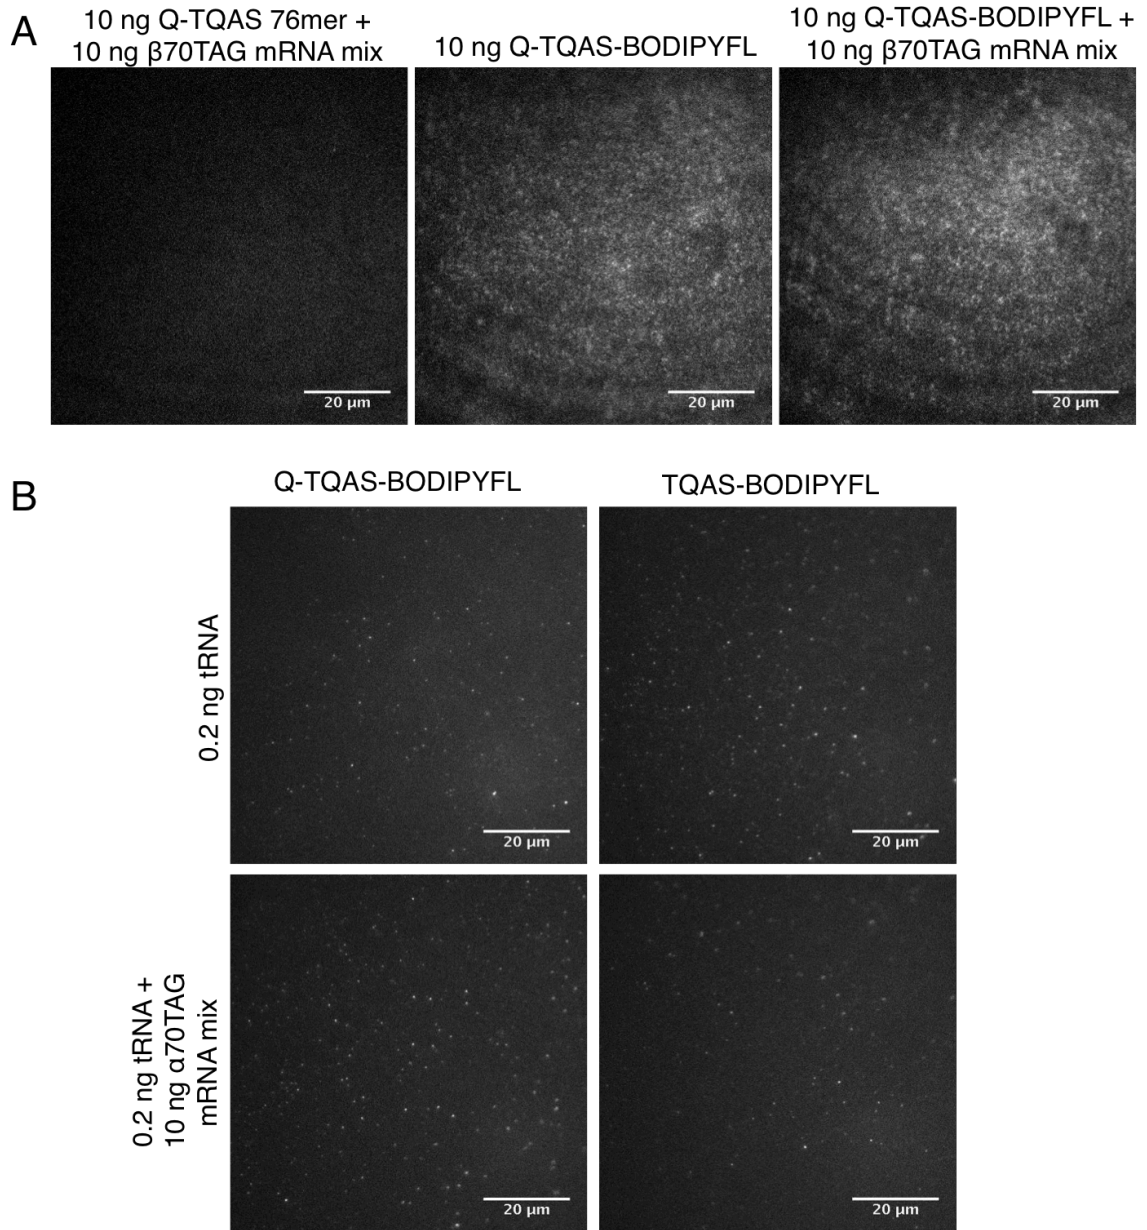 A
10 ng Q-TQAS 76mer +
10 ng β70TAG mRNA mix
10 ng Q-TQAS-BODIPYFL
10 ng Q-TQAS-BODIPYFL +
10 ng β70TAG mRNA mix
20 µm
20 µm
20 µm
B
Q-TQAS-BODIPYFL
TQAS-BODIPYFL
0.2 ng tRNA
20 µm
20 µm
0.2 ng tRNA +
10 ng α70TAG
mRNA mix
20 µm
20 µm